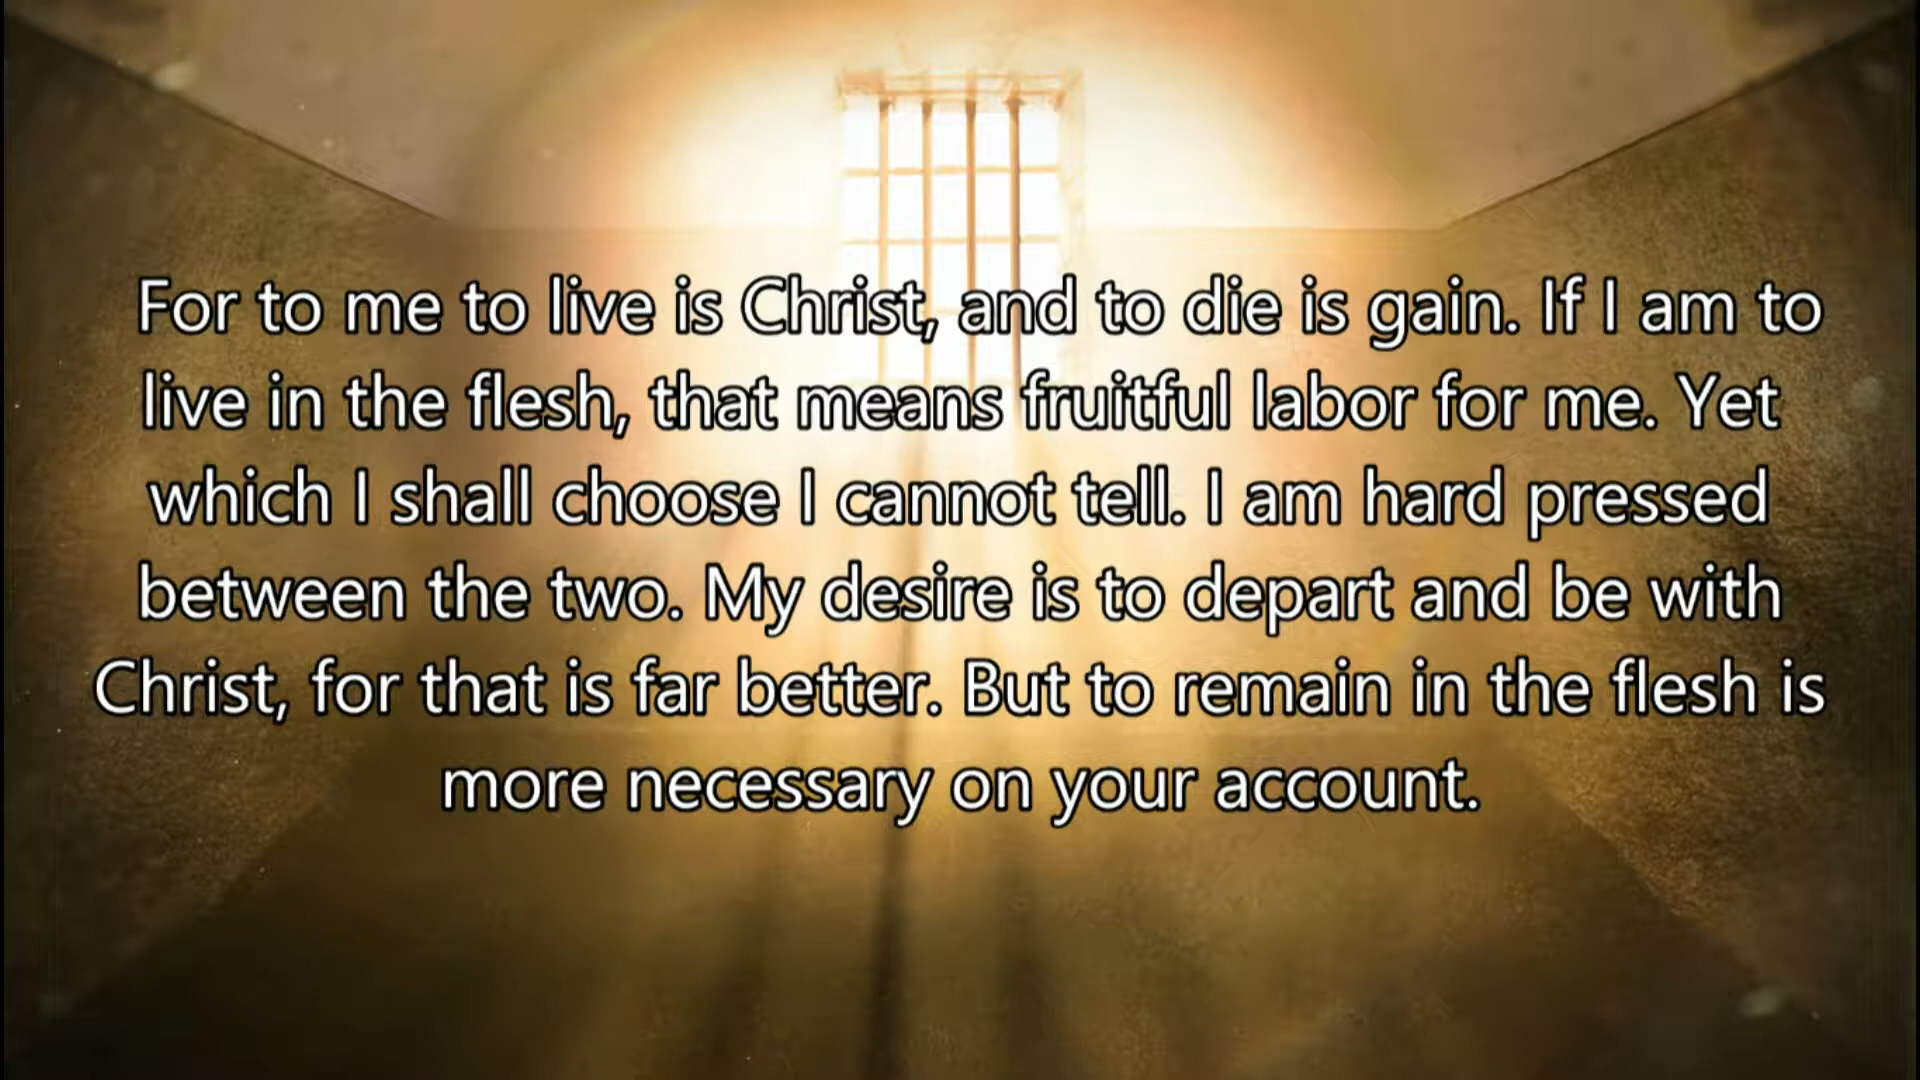 For to me to live is Christ, and to die is gain. If I am to
live in the flesh, that means fruitful labor for me. Yet
which I shall choose I cannot tell. I am hard pressed
between the two. My desire is to depart and be with
Christ, for that is far better. But to remain in the flesh is
more necessary on your account.